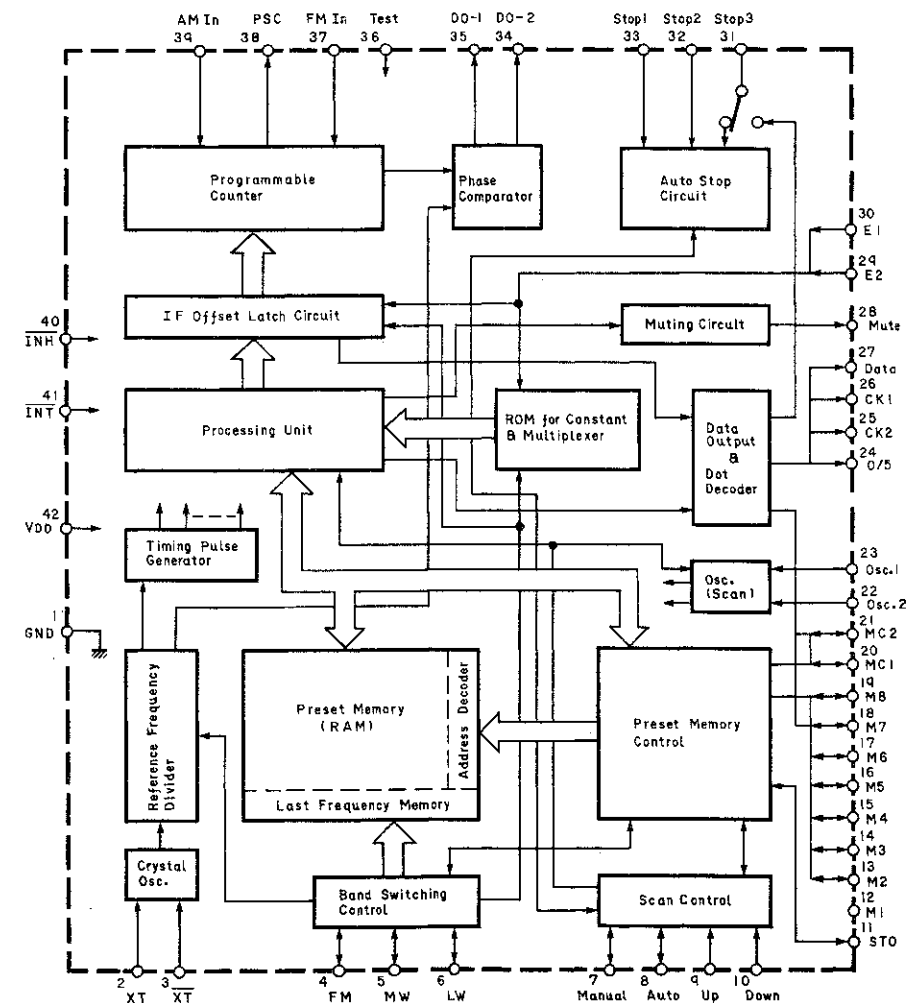 AM In PSC FM In Test DO-1 DO-2 Stop1 Stop2 Stop3
39 38 37 36 35 34 33 32 31
Programmable
Counter
Phase
Comparator
Auto Stop
Circuit
30
E1
29
E2
IF Offset Latch Circuit
Muting Circuit
28
Mute
40
INH
27
Data
26
CK1
25
CK2
24
O/5
41
INT
Processing Unit
ROM for Constant
& Multiplexer
Data
Output
&
Dot
Decoder
42
VDD
Timing Pulse
Generator
Osc.
(Scan)
23
Osc.1
22
Osc.2
1
GND
21
MC2
20
MC1
19
M8
18
M7
17
M6
16
M5
15
M4
14
M3
13
M2
12
M1
11
STO
Reference Frequency
Divider
Preset Memory
(RAM)
Address Decoder
Last Frequency Memory
Preset Memory
Control
Crystal
Osc.
Band Switching
Control
Scan Control
2 3 4 5 6 7 8 9 10
XT XT FM MW LW Manual Auto Up Down